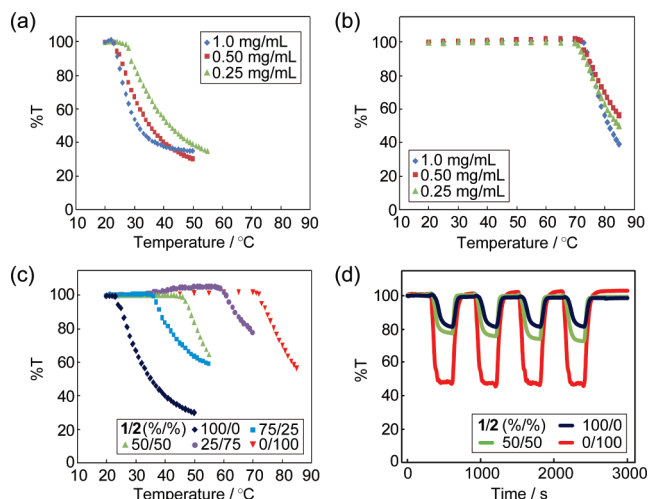 (a)
1.0 mg/mL
0.50 mg/mL
0.25 mg/mL
%T
100
80
60
40
20
0
10 20 30 40 50 60 70 80 90
Temperature / °C
(b)
1.0 mg/mL
0.50 mg/mL
0.25 mg/mL
%T
100
80
60
40
20
0
10 20 30 40 50 60 70 80 90
Temperature / °C
(c)
%T
100
80
60
40
20
0
1/2 (%/%) 100/0 75/25
50/50 25/75 0/100
10 20 30 40 50 60 70 80 90
Temperature / °C
(d)
%T
100
80
60
40
20
0
1/2 (%/%) 100/0
50/50 0/100
0 1000 2000 3000
Time / s